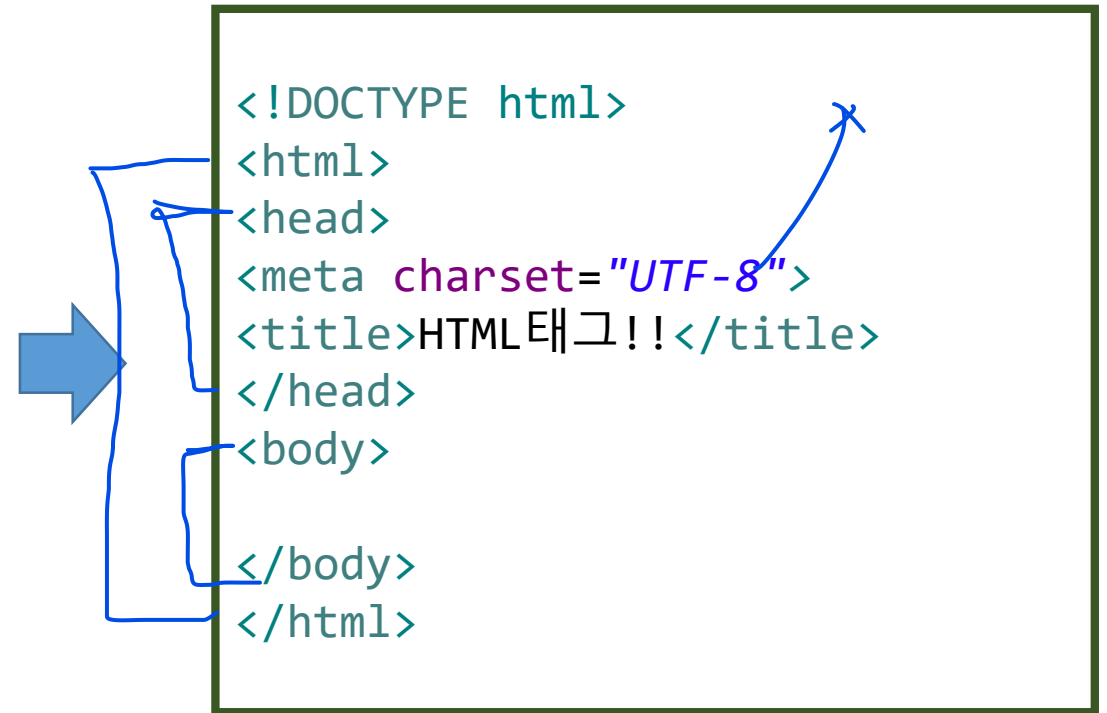 <!DOCTYPE html>
<html>
<head>
<meta charset="UTF-8">
<title>HTML태그!!</title>
</head>
<body>
</body>
</html>